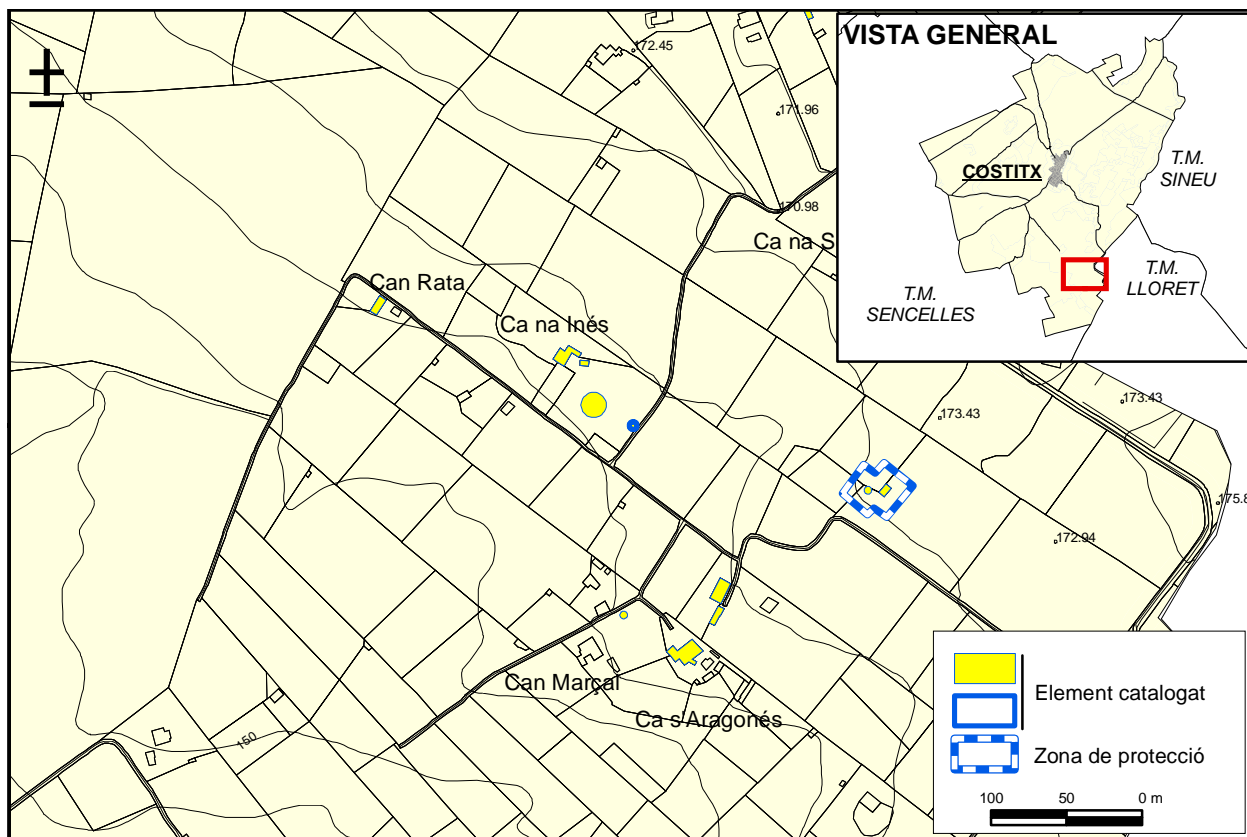 VISTA GENERAL
COSTITX
T.M.
SINEU
T.M.
LLORET
T.M.
SENCELLES
172.45
171.96
170.98
Ca na S
Can Rata
Ca na Inés
173.43
173.43
175.8
172.94
Can Marçal
Ca s'Aragonés
150
Element catalogat
Zona de protecció
100 50 0 m